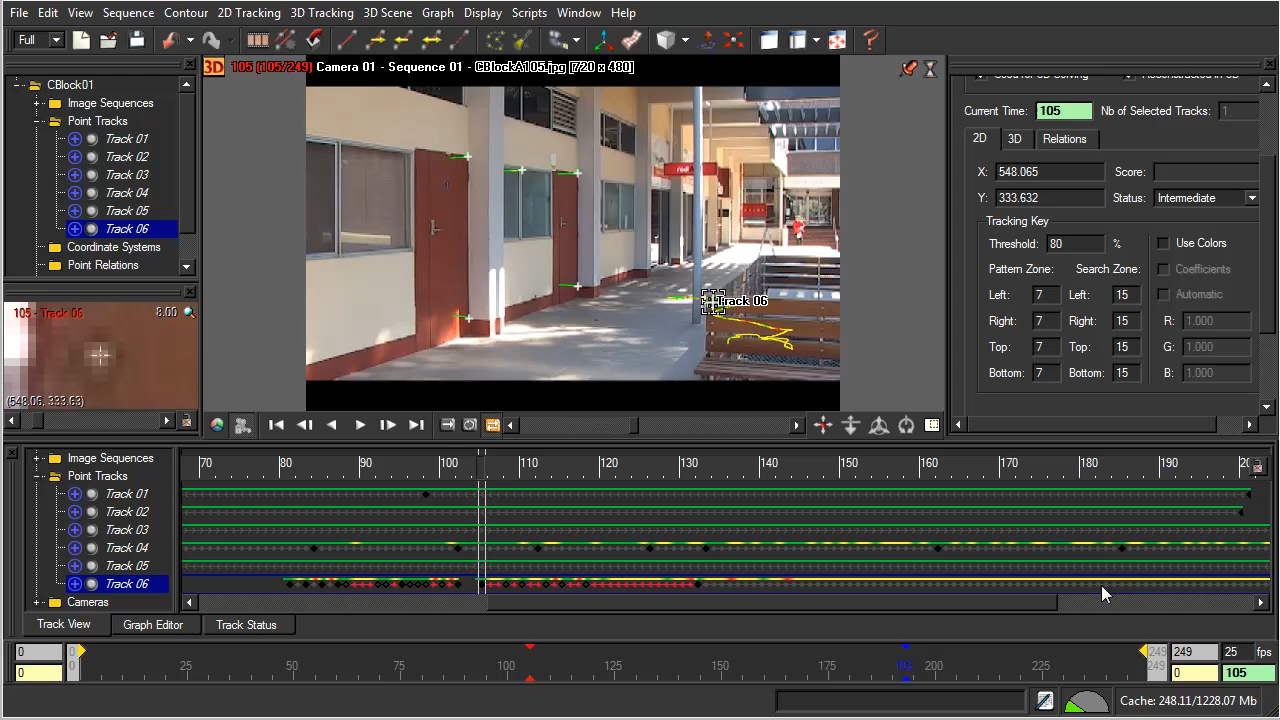 File Edit View Sequence Contour 2D Tracking 3D Tracking 3D Scene Graph Display Scripts Window Help
Full
3D 105 (105/249) Camera 01 - Sequence 01 - CBlockA105.jpg [720 x 480]
CBlock01
Image Sequences
Point Tracks
Track 01
Track 02
Track 03
Track 04
Track 05
Track 06
Coordinate Systems
Point Relations
105 - Track 06 8.00
(548.06, 333.63)
Track 06
Current Time: 105 Nb of Selected Tracks: 1
2D 3D Relations
X: 548.065 Score:
Y: 333.632 Status: Intermediate
Tracking Key
Threshold: 80 % Use Colors
Pattern Zone: Search Zone: Coefficients
Left: 7 Left: 15 Automatic
Right: 7 Right: 15 R: 1.000
Top: 7 Top: 15 G: 1.000
Bottom: 7 Bottom: 15 B: 1.000
Image Sequences 70 80 90 100 110 120 130 140 150 160 170 180 190 20
Point Tracks
Track 01
Track 02
Track 03
Track 04
Track 05
Track 06
Cameras
Track View Graph Editor Track Status
0 0 249 249 25 fps
0 0 25 50 75 100 125 150 175 193 200 225 249 0 105
Cache: 248.11/1228.07 Mb